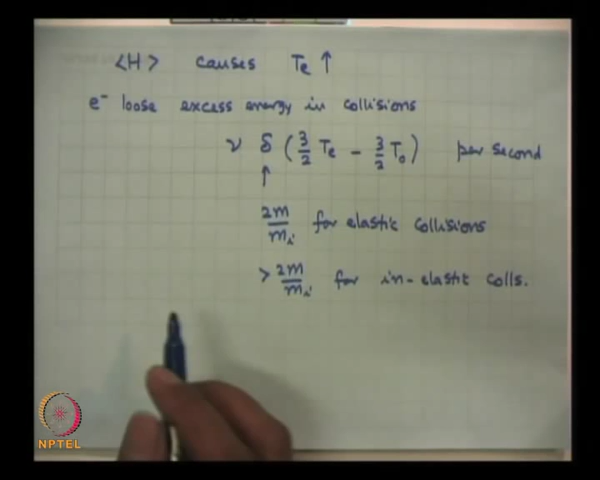 <H> causes Te ↑
e⁻ loose excess energy in collisions
ν δ (3/2 Te − 3/2 To) per second
↑
2m/mi for elastic collisions
> 2m/mi for in-elastic colls.
NPTEL